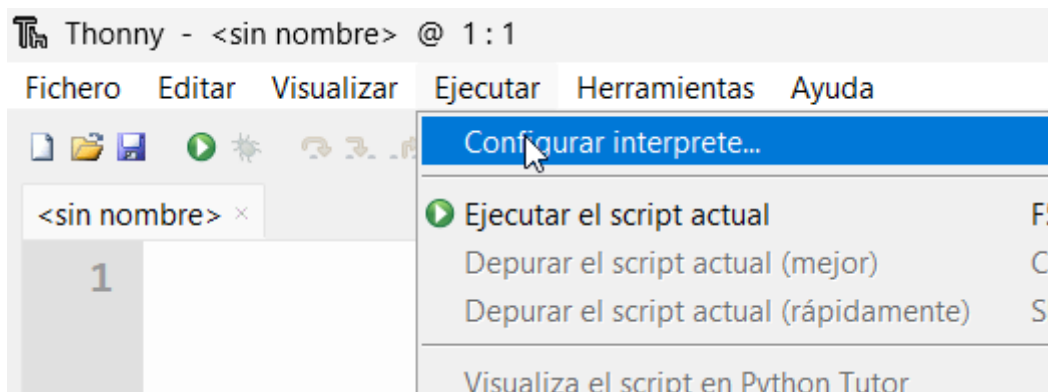 Thonny - <sin nombre> @ 1 : 1
Fichero Editar Visualizar Ejecutar Herramientas Ayuda
Configurar interprete...
<sin nombre> ×
Ejecutar el script actual
1
Depurar el script actual (mejor)
Depurar el script actual (rápidamente)
Visualiza el script en Python Tutor